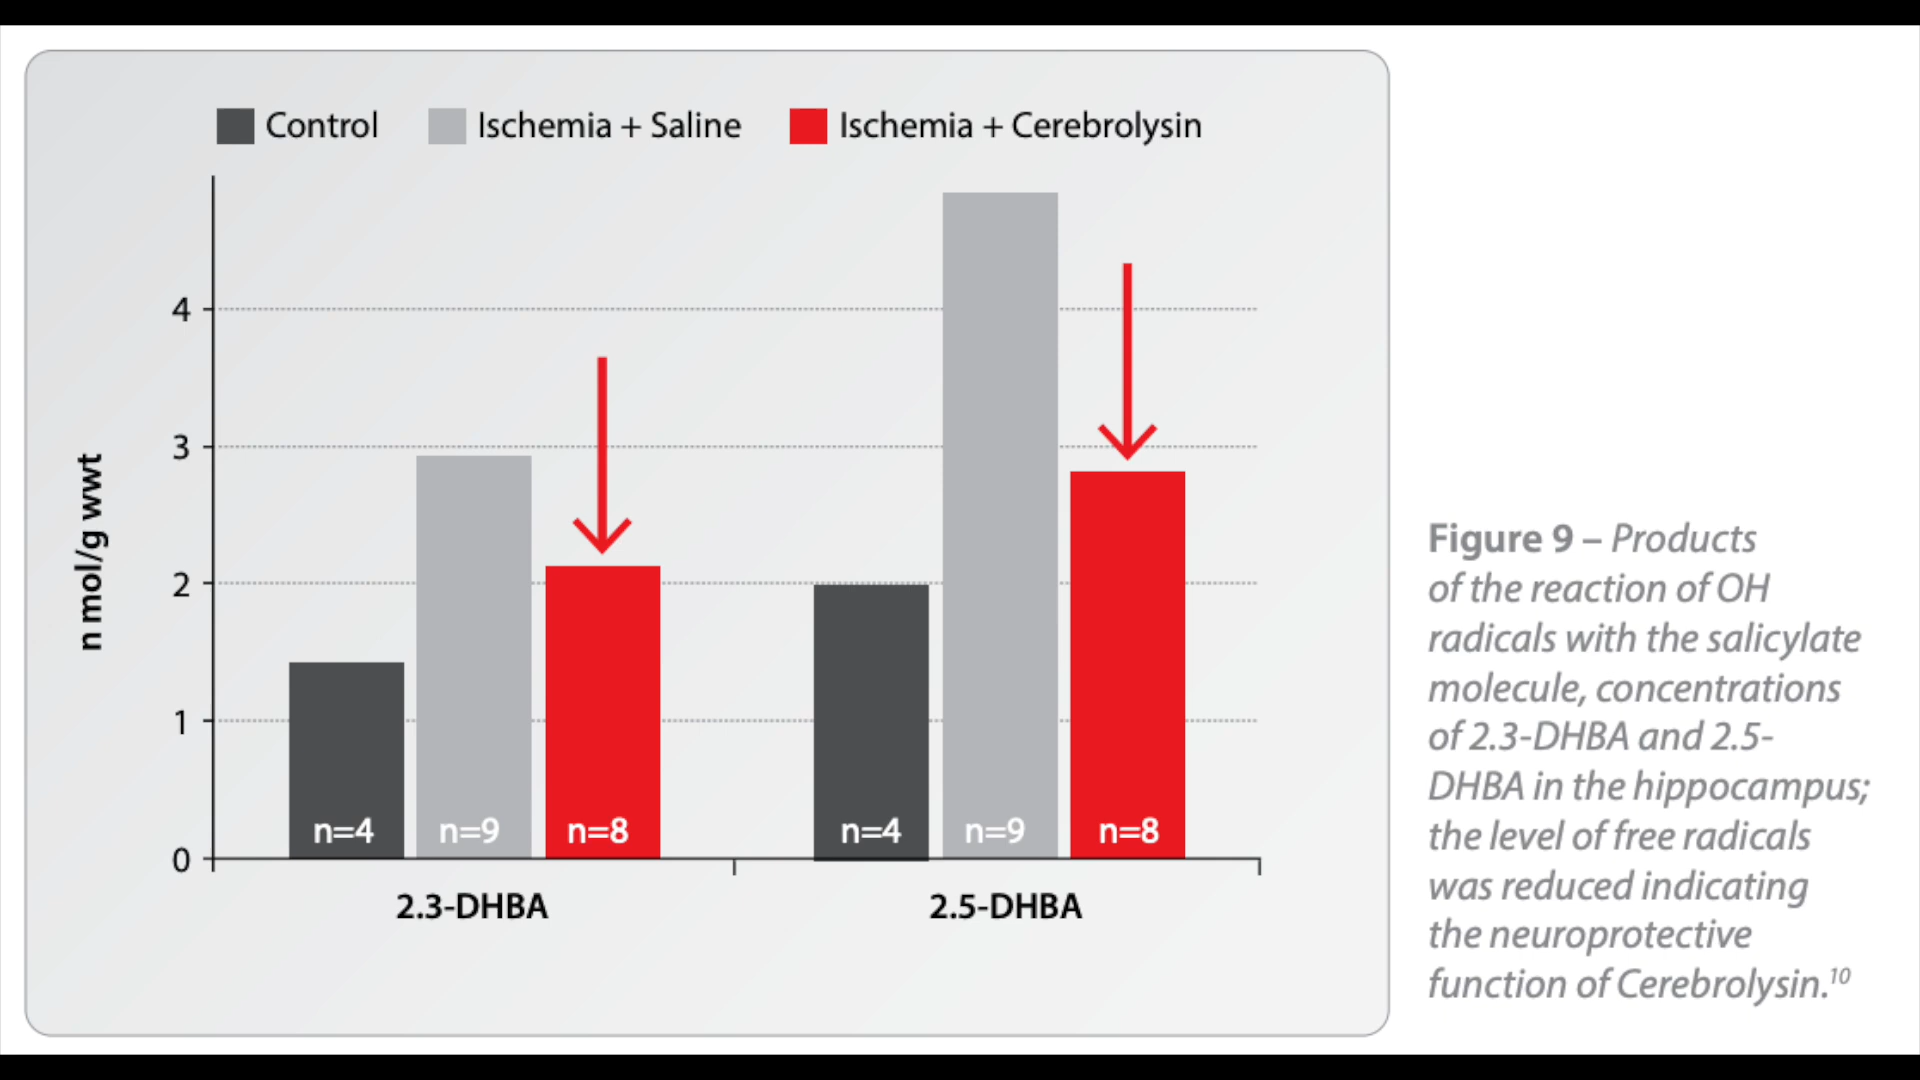 Control Ischemia + Saline Ischemia + Cerebrolysin
4
3
2
1
0
n mol/g wwt
n=4 n=9 n=8 n=4 n=9 n=8
2.3-DHBA 2.5-DHBA
Figure 9 – Products
of the reaction of OH
radicals with the salicylate
molecule, concentrations
of 2.3-DHBA and 2.5-
DHBA in the hippocampus;
the level of free radicals
was reduced indicating
the neuroprotective
function of Cerebrolysin.10